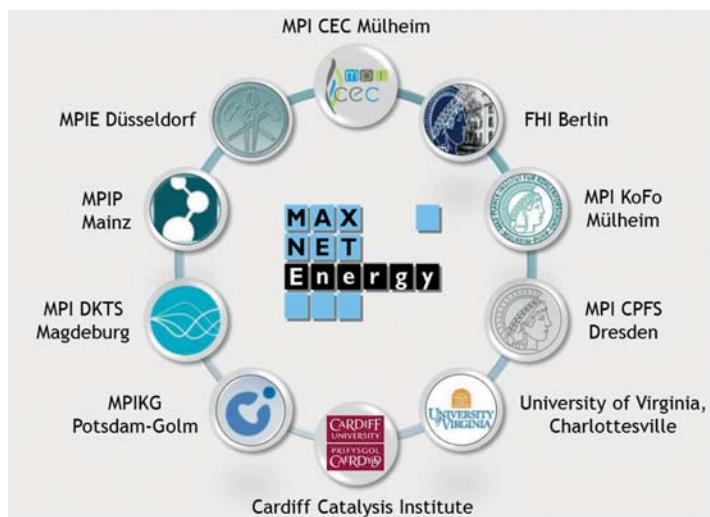 MPI CEC Mülheim
mpi
cec
MPIE Düsseldorf
FHI Berlin
MPIP
Mainz
MPI KoFo
Mülheim
MAX
NET
Energy
MPI DKTS
Magdeburg
MPI CPFS
Dresden
MPIKG
Potsdam-Golm
UNIVERSITY
OF VIRGINIA
University of Virginia,
Charlottesville
CARDIFF
UNIVERSITY
PRIFYSGOL
CAERDYDD
Cardiff Catalysis Institute